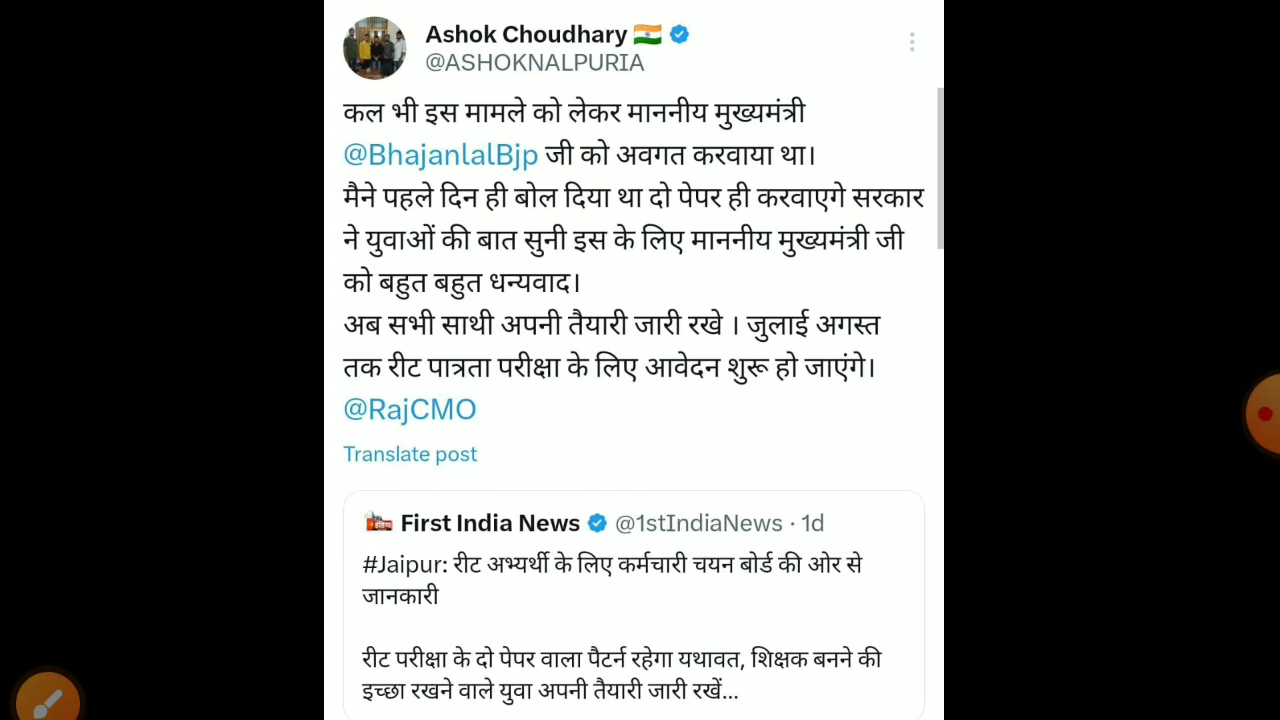 Ashok Choudhary 🇮🇳
@ASHOKNALPURIA
कल भी इस मामले को लेकर माननीय मुख्यमंत्री
@BhajanlalBjp जी को अवगत करवाया था।
मैने पहले दिन ही बोल दिया था दो पेपर ही करवाएगे सरकार
ने युवाओं की बात सुनी इस के लिए माननीय मुख्यमंत्री जी
को बहुत बहुत धन्यवाद।
अब सभी साथी अपनी तैयारी जारी रखे । जुलाई अगस्त
तक रीट पात्रता परीक्षा के लिए आवेदन शुरू हो जाएंगे।
@RajCMO
Translate post
First India News @1stIndiaNews · 1d
#Jaipur: रीट अभ्यर्थी के लिए कर्मचारी चयन बोर्ड की ओर से
जानकारी
रीट परीक्षा के दो पेपर वाला पैटर्न रहेगा यथावत, शिक्षक बनने की
इच्छा रखने वाले युवा अपनी तैयारी जारी रखें...